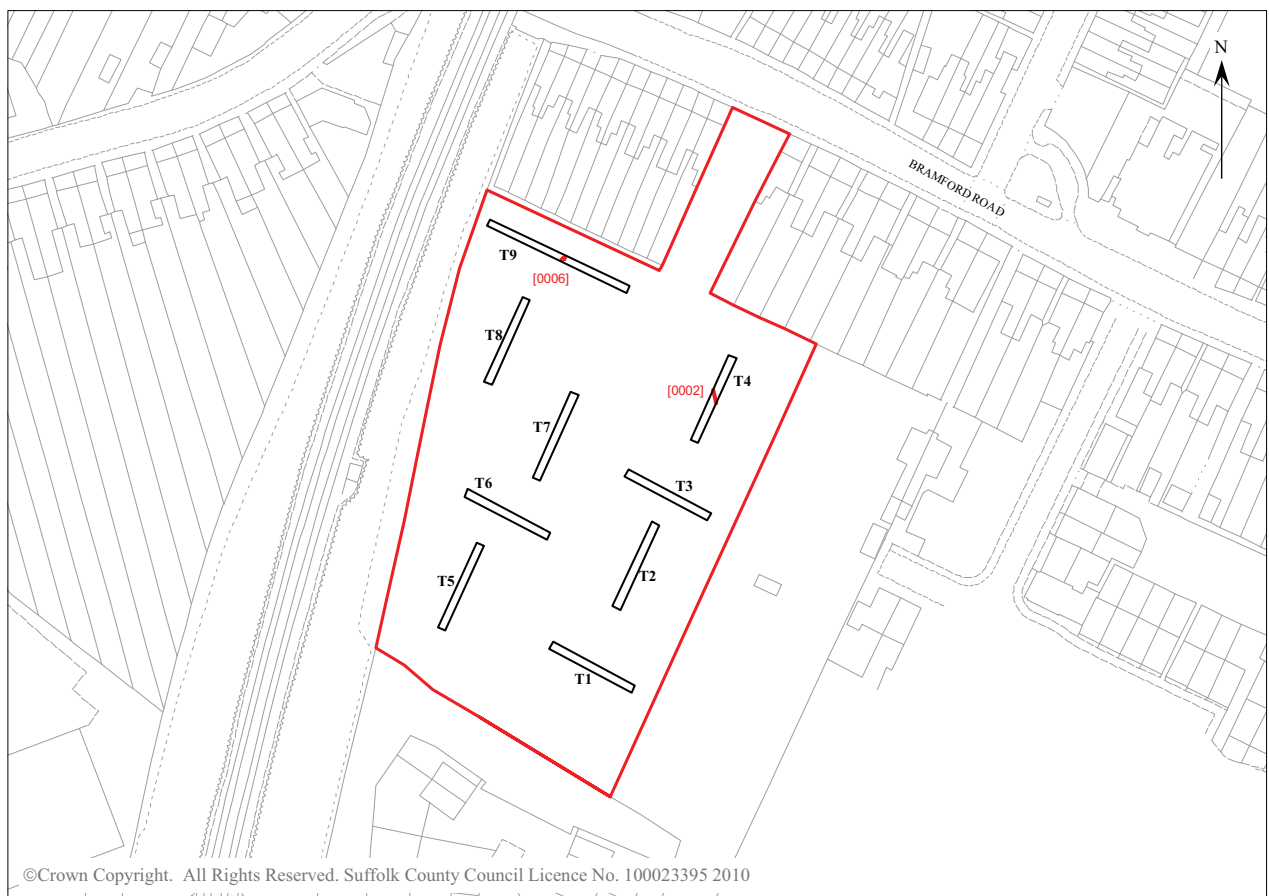 N
BRAMFORD ROAD
T9
[0006]
T8
T4
[0002]
T7
T3
T6
T2
T5
T1
©Crown Copyright. All Rights Reserved. Suffolk County Council Licence No. 100023395 2010